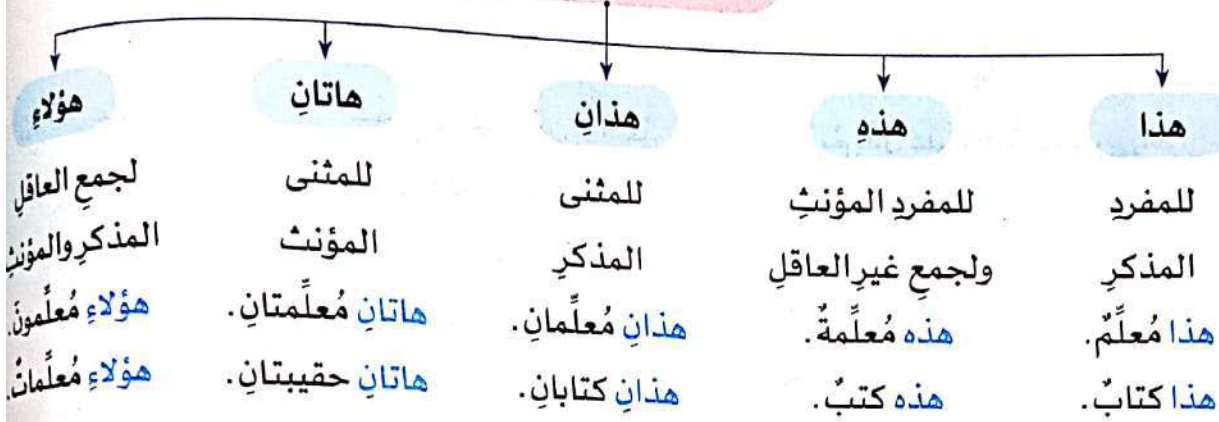 هذا
هذهِ
هذانِ
هاتانِ
هؤلاءِ
للمفردِ
المذكرِ
هذا مُعلِّمٌ.
هذا كتابٌ.
للمفردِ المؤنثِ
ولجمعِ غيرِ العاقلِ
هذه مُعلِّمةٌ.
هذه كتبٌ.
للمثنى
المذكرِ
هذانِ مُعلِّمانِ.
هذانِ كتابانِ.
للمثنى
المؤنث
هاتانِ مُعلِّمتانِ.
هاتانِ حقيبتانِ.
لجمعِ العاقلِ
المذكرِ والمؤنثِ
هؤلاءِ مُعلِّمونَ.
هؤلاءِ مُعلِّماتٌ.